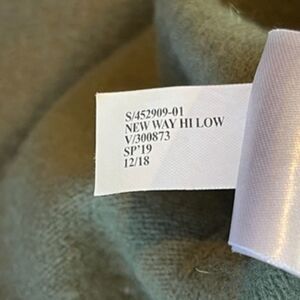 S/452909-01
NEW WAY HI LOW
V/300873
SP'19
12/18